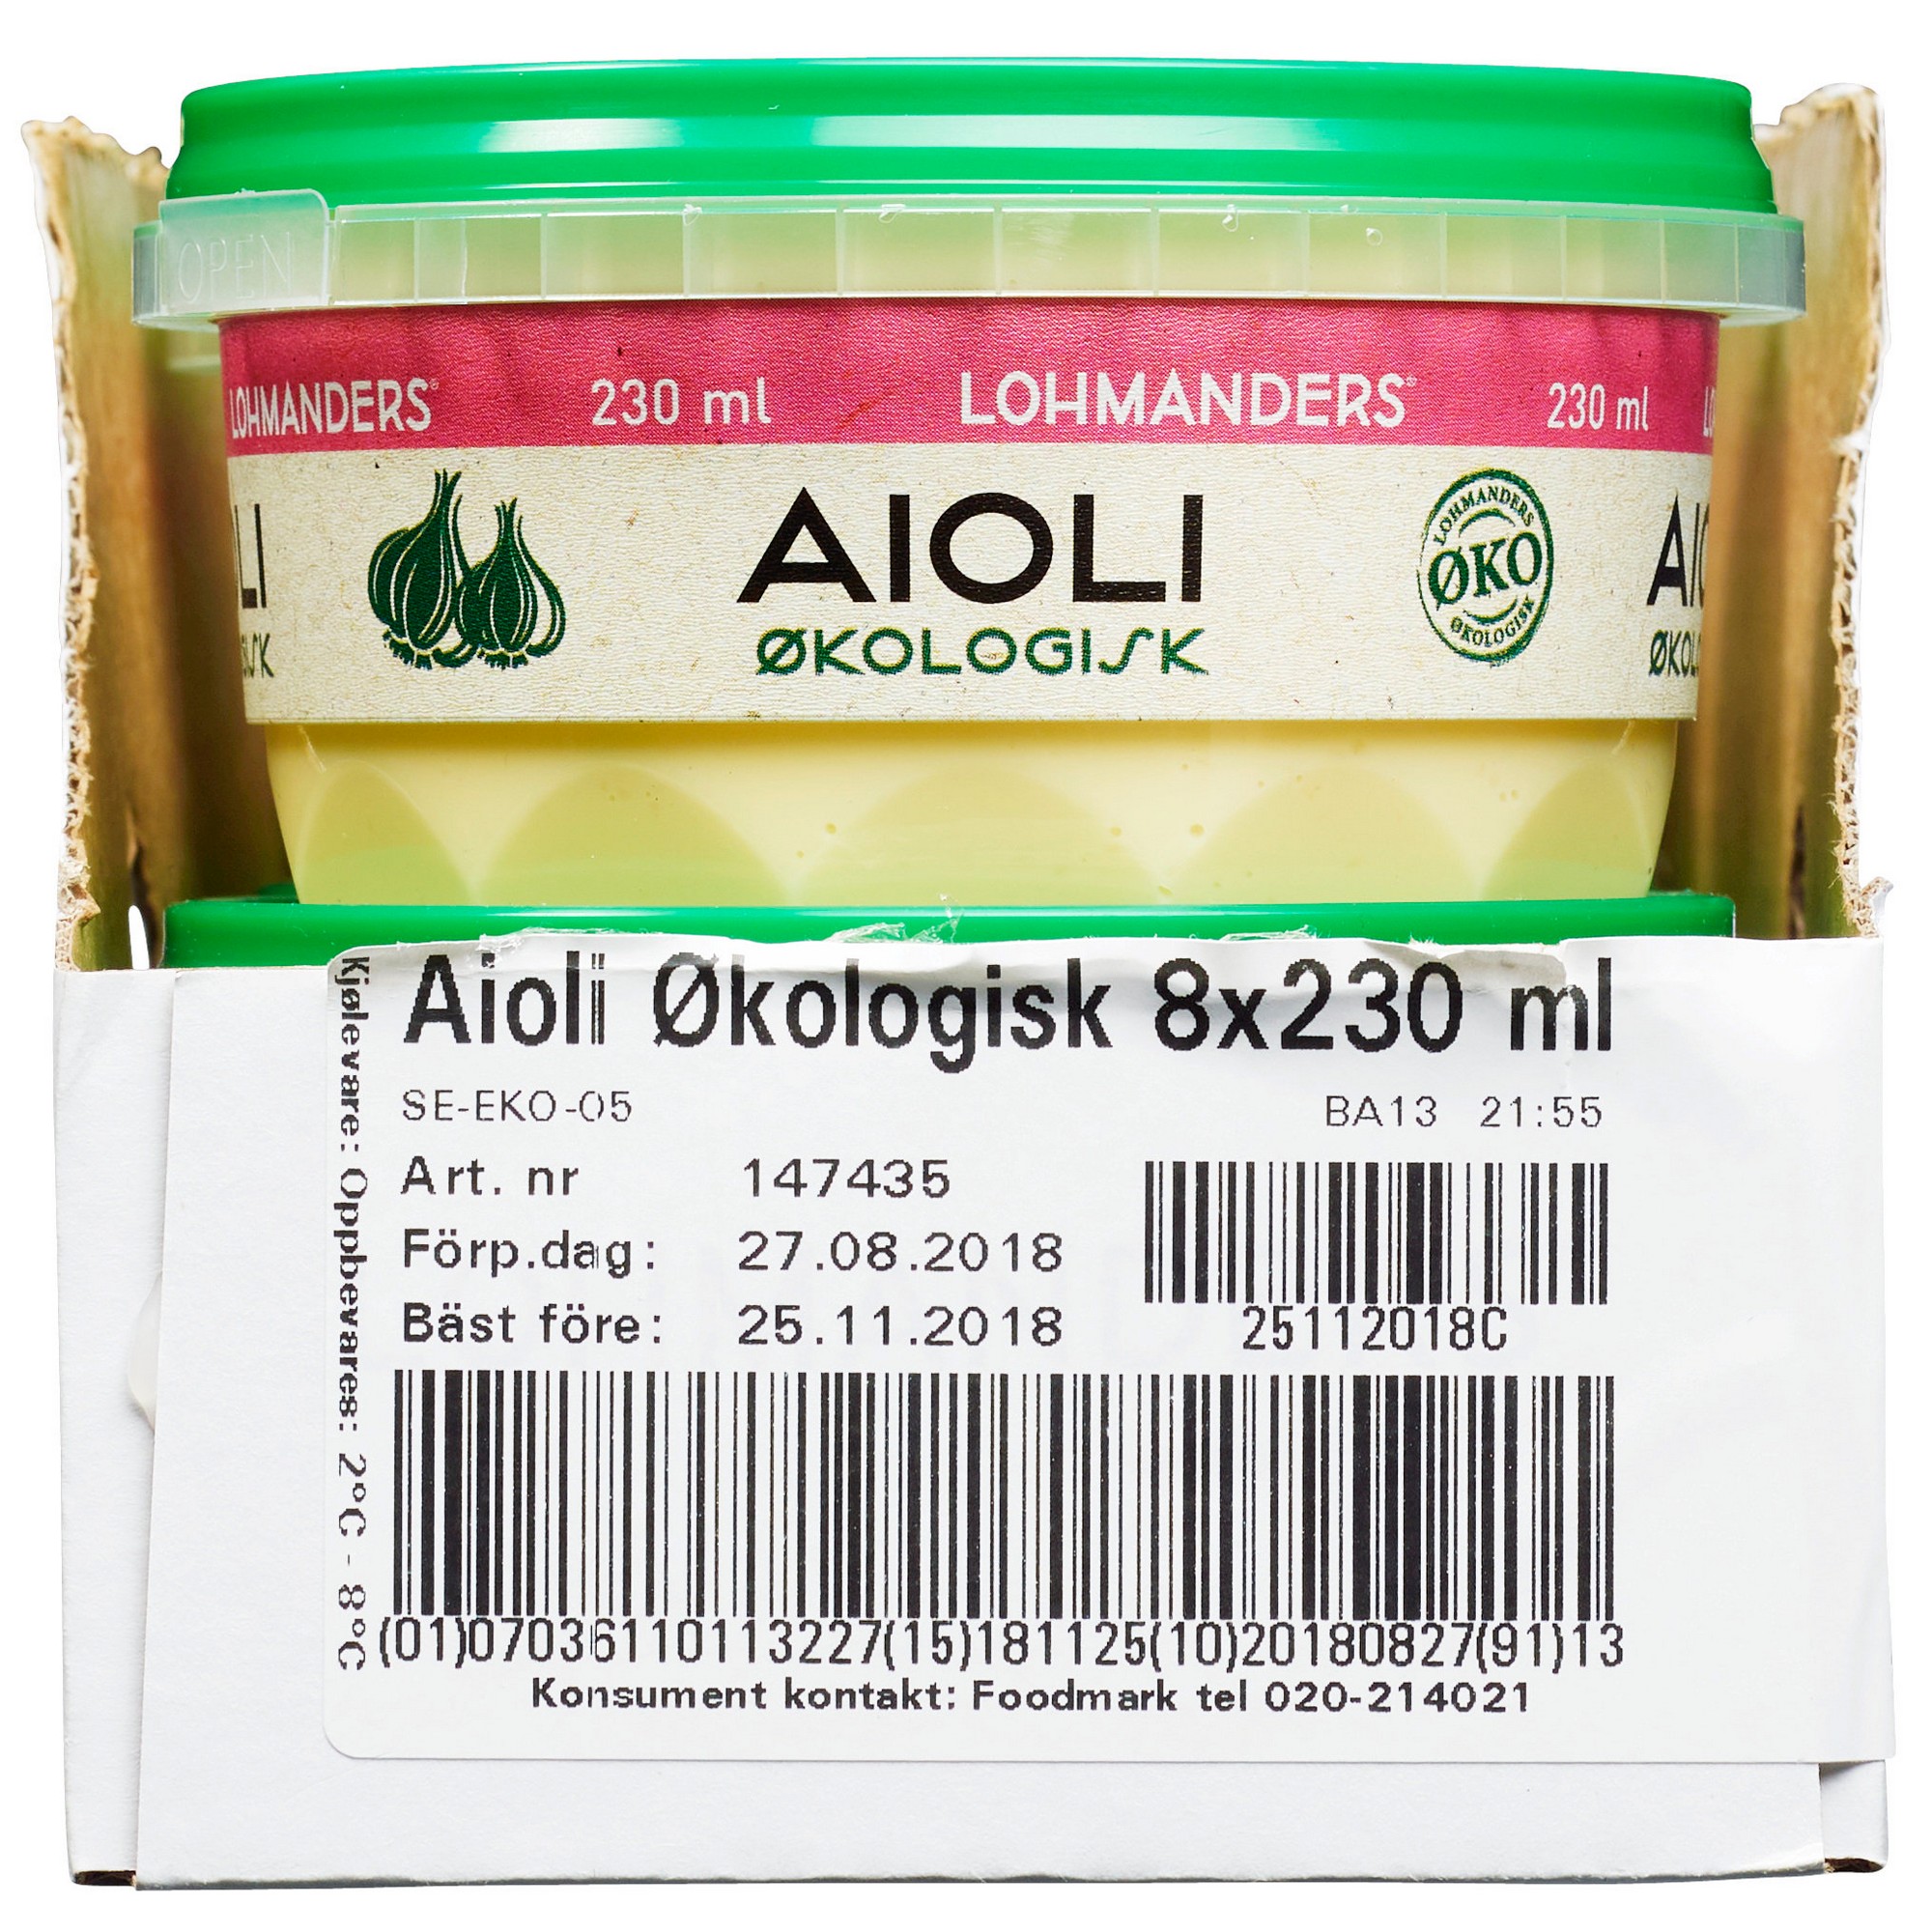 OPEN
LOHMANDERS® 230 ml LOHMANDERS® 230 ml
AIOLI
ØKOLOGISK
LOHMANDERS
ØKO
ØKOLOGISK
Aioli Økologisk 8x230 ml
SE-EKO-05 BA13 21:55
Art. nr 147435
Förp.dag: 27.08.2018
Bäst före: 25.11.2018
25112018C
(01)07036110113227(15)181125(10)20180827(91)13
Konsument kontakt: Foodmark tel 020-214021
Kjølevare: Oppbevares: 2°C - 8°C